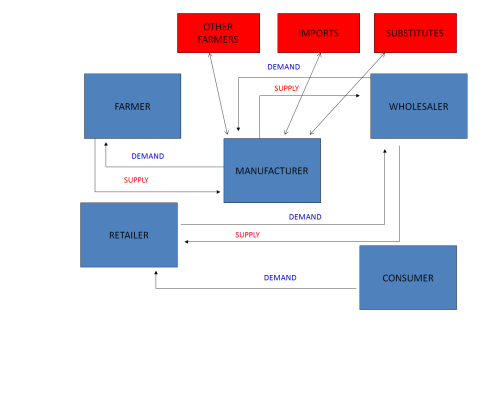 OTHER
FARMERS
IMPORTS
SUBSTITUTES
DEMAND
SUPPLY
FARMER
WHOLESALER
DEMAND
MANUFACTURER
SUPPLY
DEMAND
RETAILER
SUPPLY
DEMAND
CONSUMER